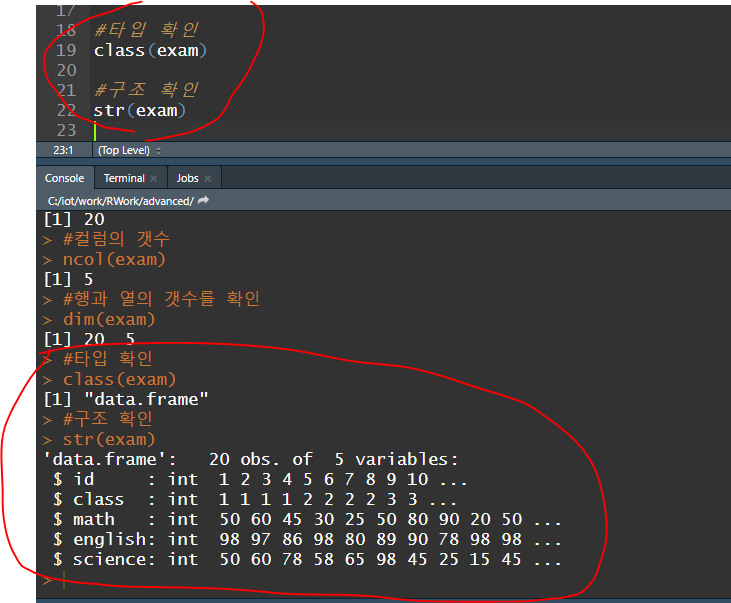 17
18 #타입 확인
19 class(exam)
20
21 #구조 확인
22 str(exam)
23
23:1 (Top Level)
Console Terminal Jobs
C:/iot/work/RWork/advanced/
[1] 20
> #컬럼의 갯수
> ncol(exam)
[1] 5
> #행과 열의 갯수를 확인
> dim(exam)
[1] 20  5
> #타입 확인
> class(exam)
[1] "data.frame"
> #구조 확인
> str(exam)
'data.frame':   20 obs. of  5 variables:
 $ id     : int  1 2 3 4 5 6 7 8 9 10 ...
 $ class  : int  1 1 1 1 2 2 2 2 3 3 ...
 $ math   : int  50 60 45 30 25 50 80 90 20 50 ...
 $ english: int  98 97 86 98 80 89 90 78 98 98 ...
 $ science: int  50 60 78 58 65 98 45 25 15 45 ...
>